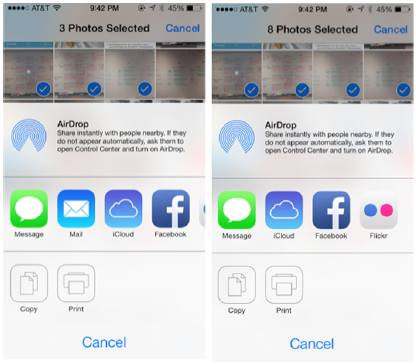 AT&T 9:42 PM 45%
3 Photos Selected Cancel
AirDrop
Share instantly with people nearby. If they
do not appear automatically, ask them to
open Control Center and turn on AirDrop.
Message Mail iCloud Facebook
Copy Print
Cancel
AT&T 9:42 PM 45%
8 Photos Selected Cancel
AirDrop
Share instantly with people nearby. If they
do not appear automatically, ask them to
open Control Center and turn on AirDrop.
Message iCloud Facebook Flickr
Copy Print
Cancel